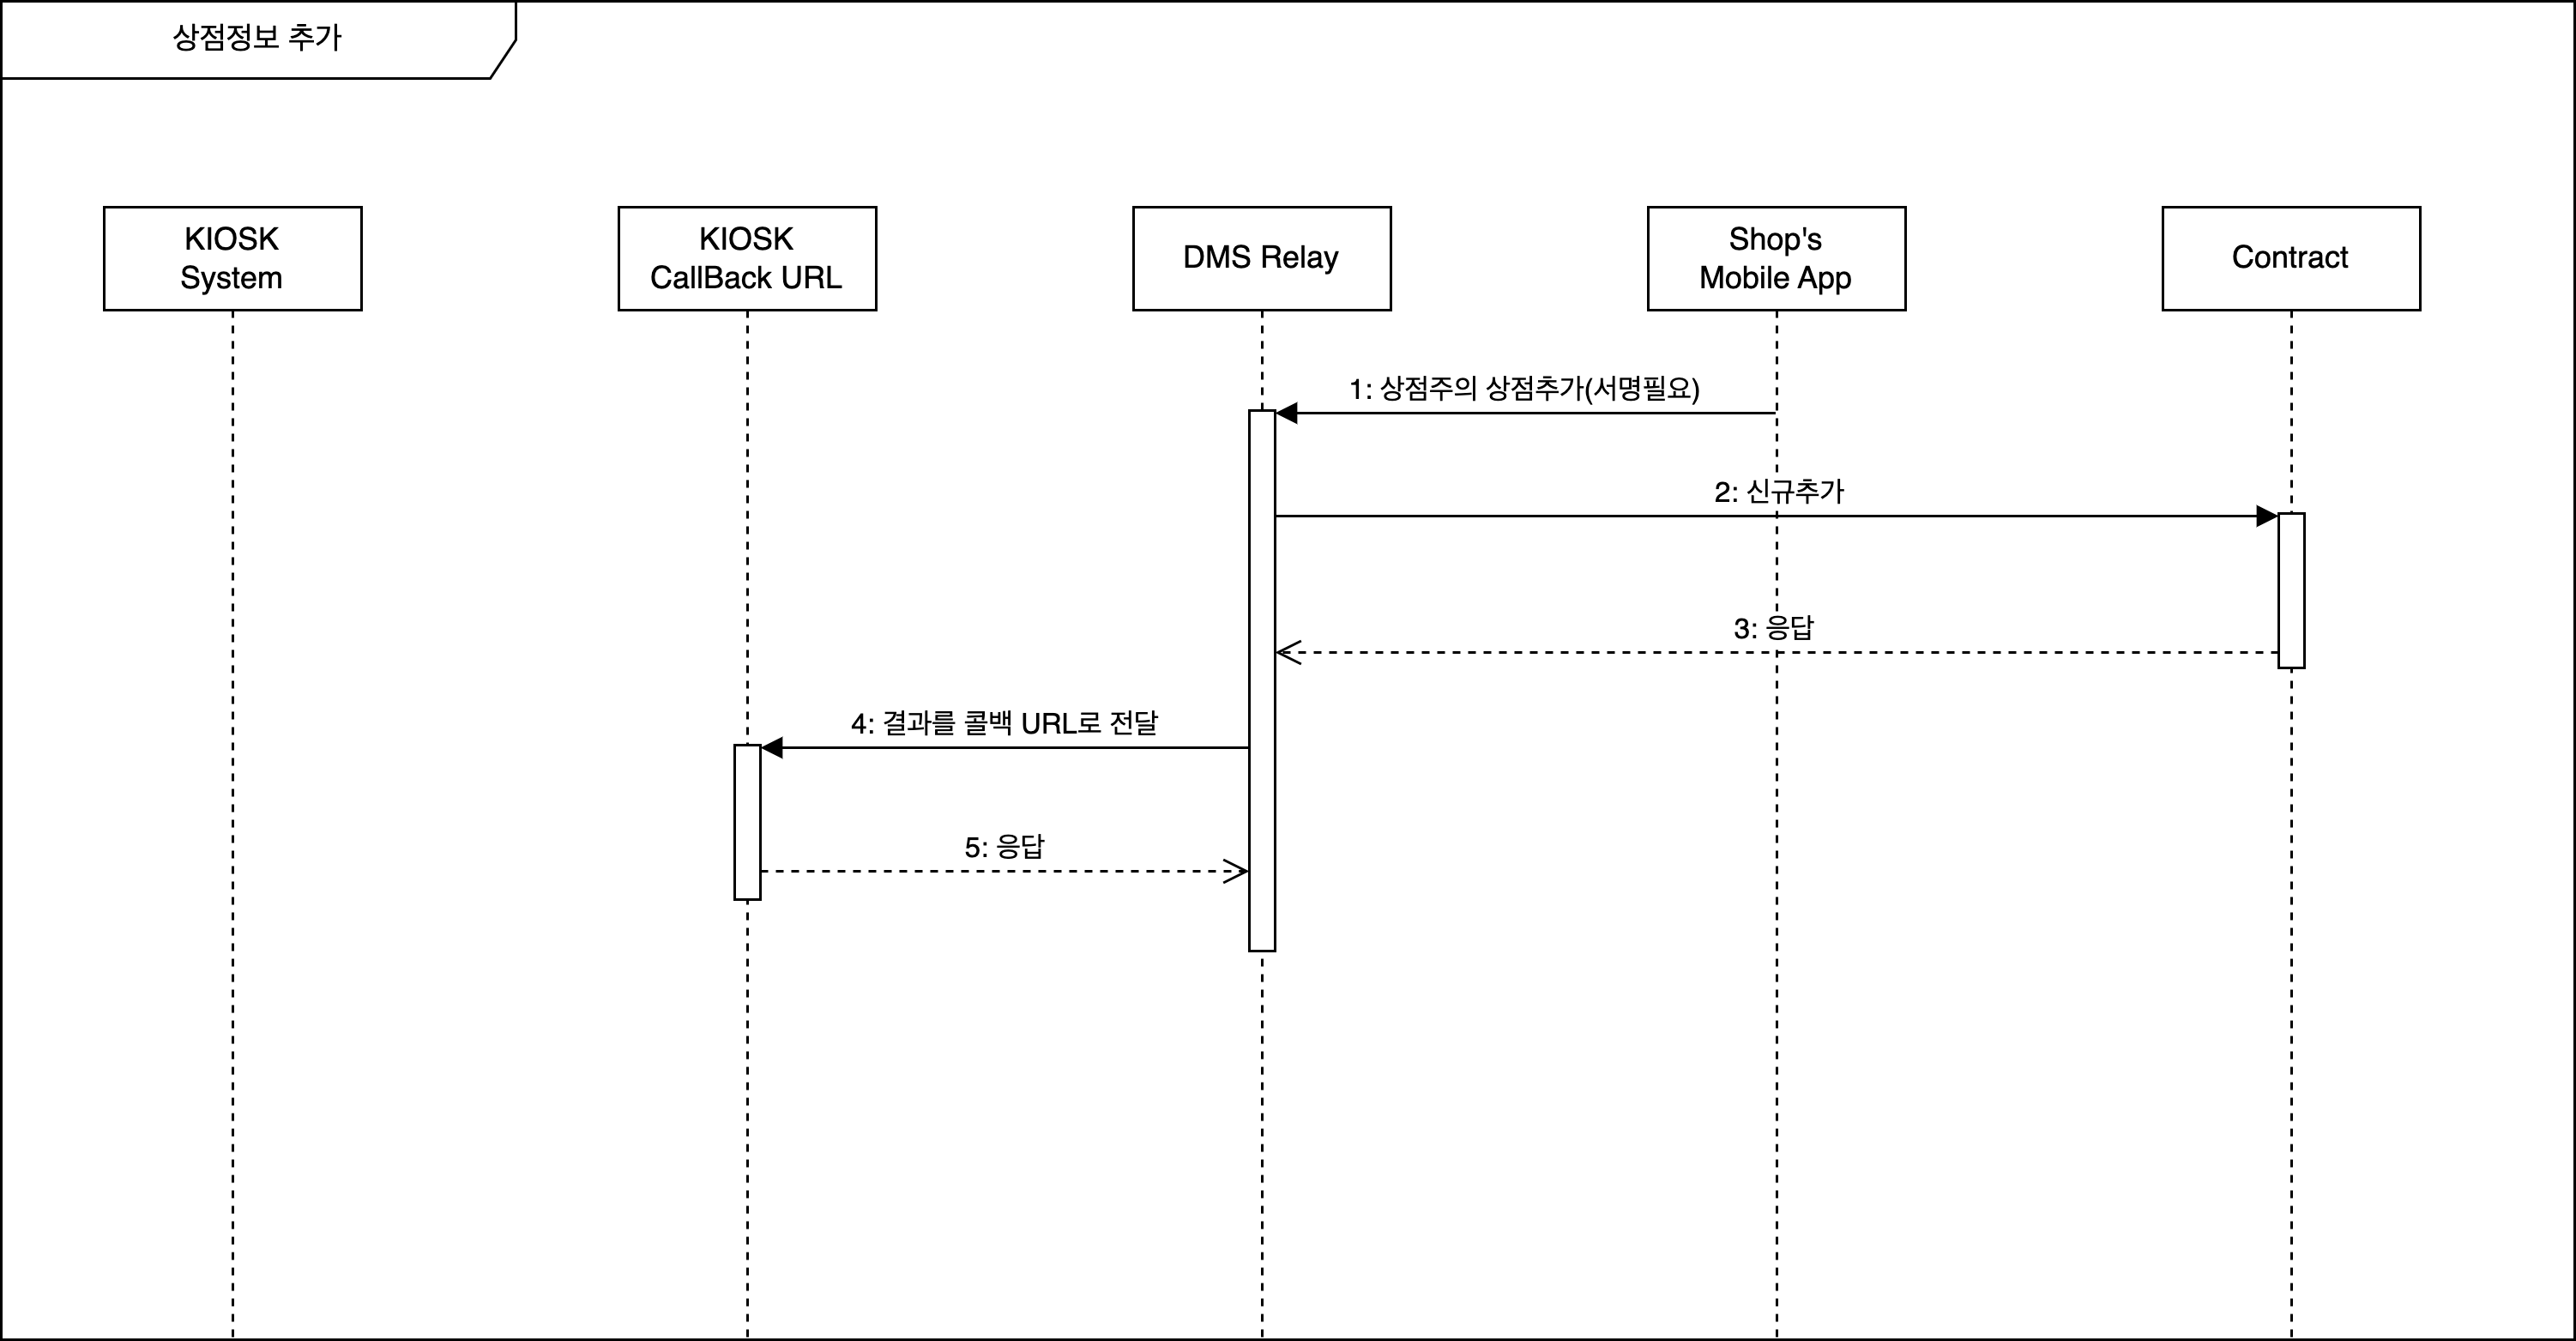 상점정보 추가
KIOSK
System
KIOSK
CallBack URL
DMS Relay
Shop's
Mobile App
Contract
1: 상점주의 상점추가(서명필요)
2: 신규추가
3: 응답
4: 결과를 콜백 URL로 전달
5: 응답